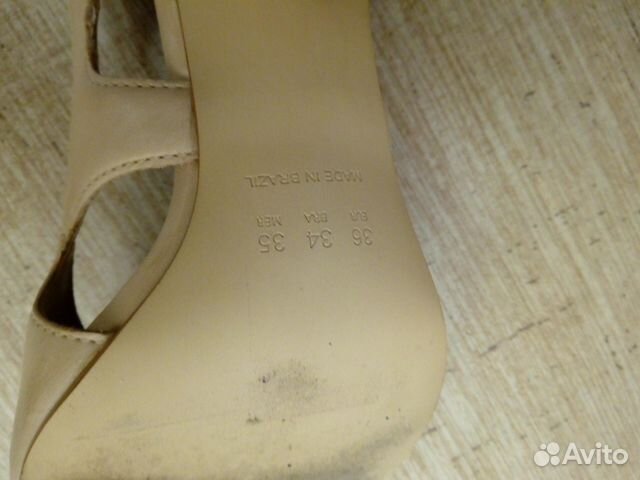 36 34 35
EUR BRA MER
MADE IN BRAZIL
Avito